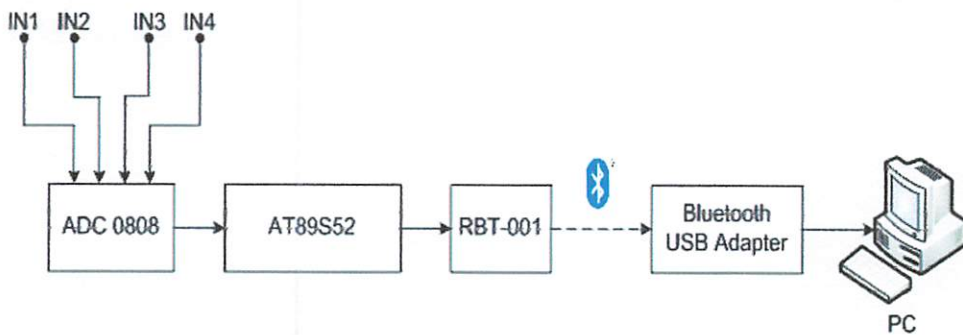 IN1 IN2 IN3 IN4
ADC 0808
AT89S52
RBT-001
Bluetooth
USB Adapter
PC